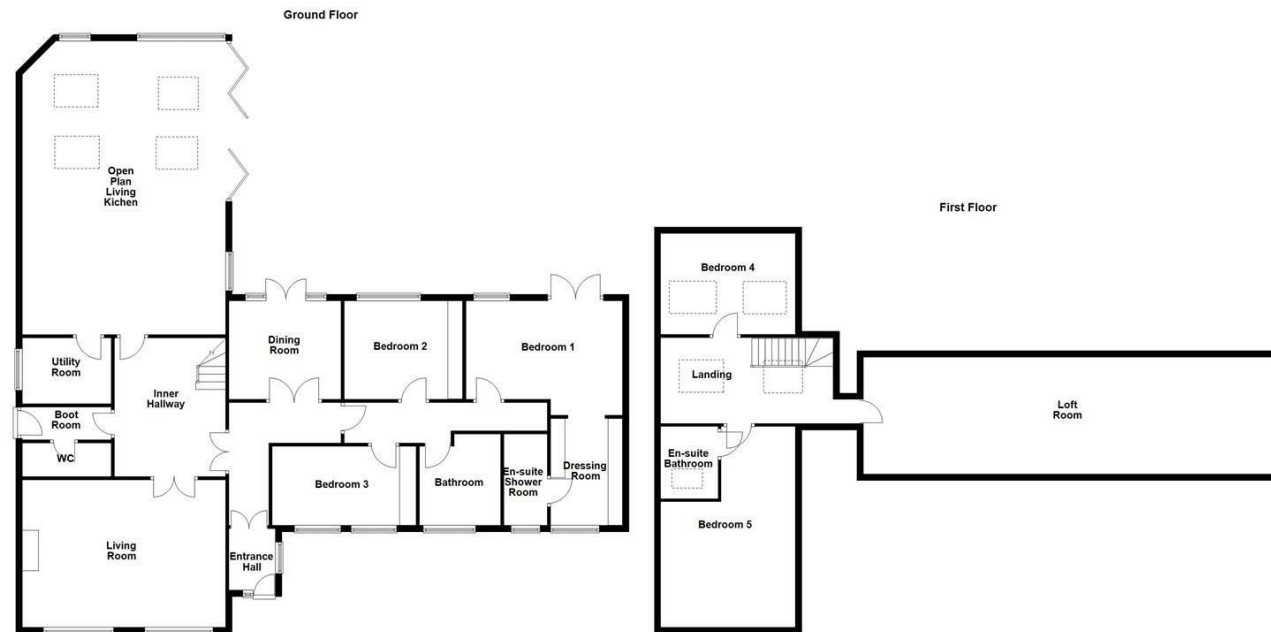 Ground Floor
Open
Plan
Living
Kichen
Utility
Room
Boot
Room
WC
Inner
Hallway
Living
Room
Dining
Room
Bedroom 2
Bedroom 1
Bedroom 3
Bathroom
En-suite
Shower
Room
Dressing
Room
Entrance
Hall
First Floor
Bedroom 4
Landing
En-suite
Bathroom
Bedroom 5
Loft
Room